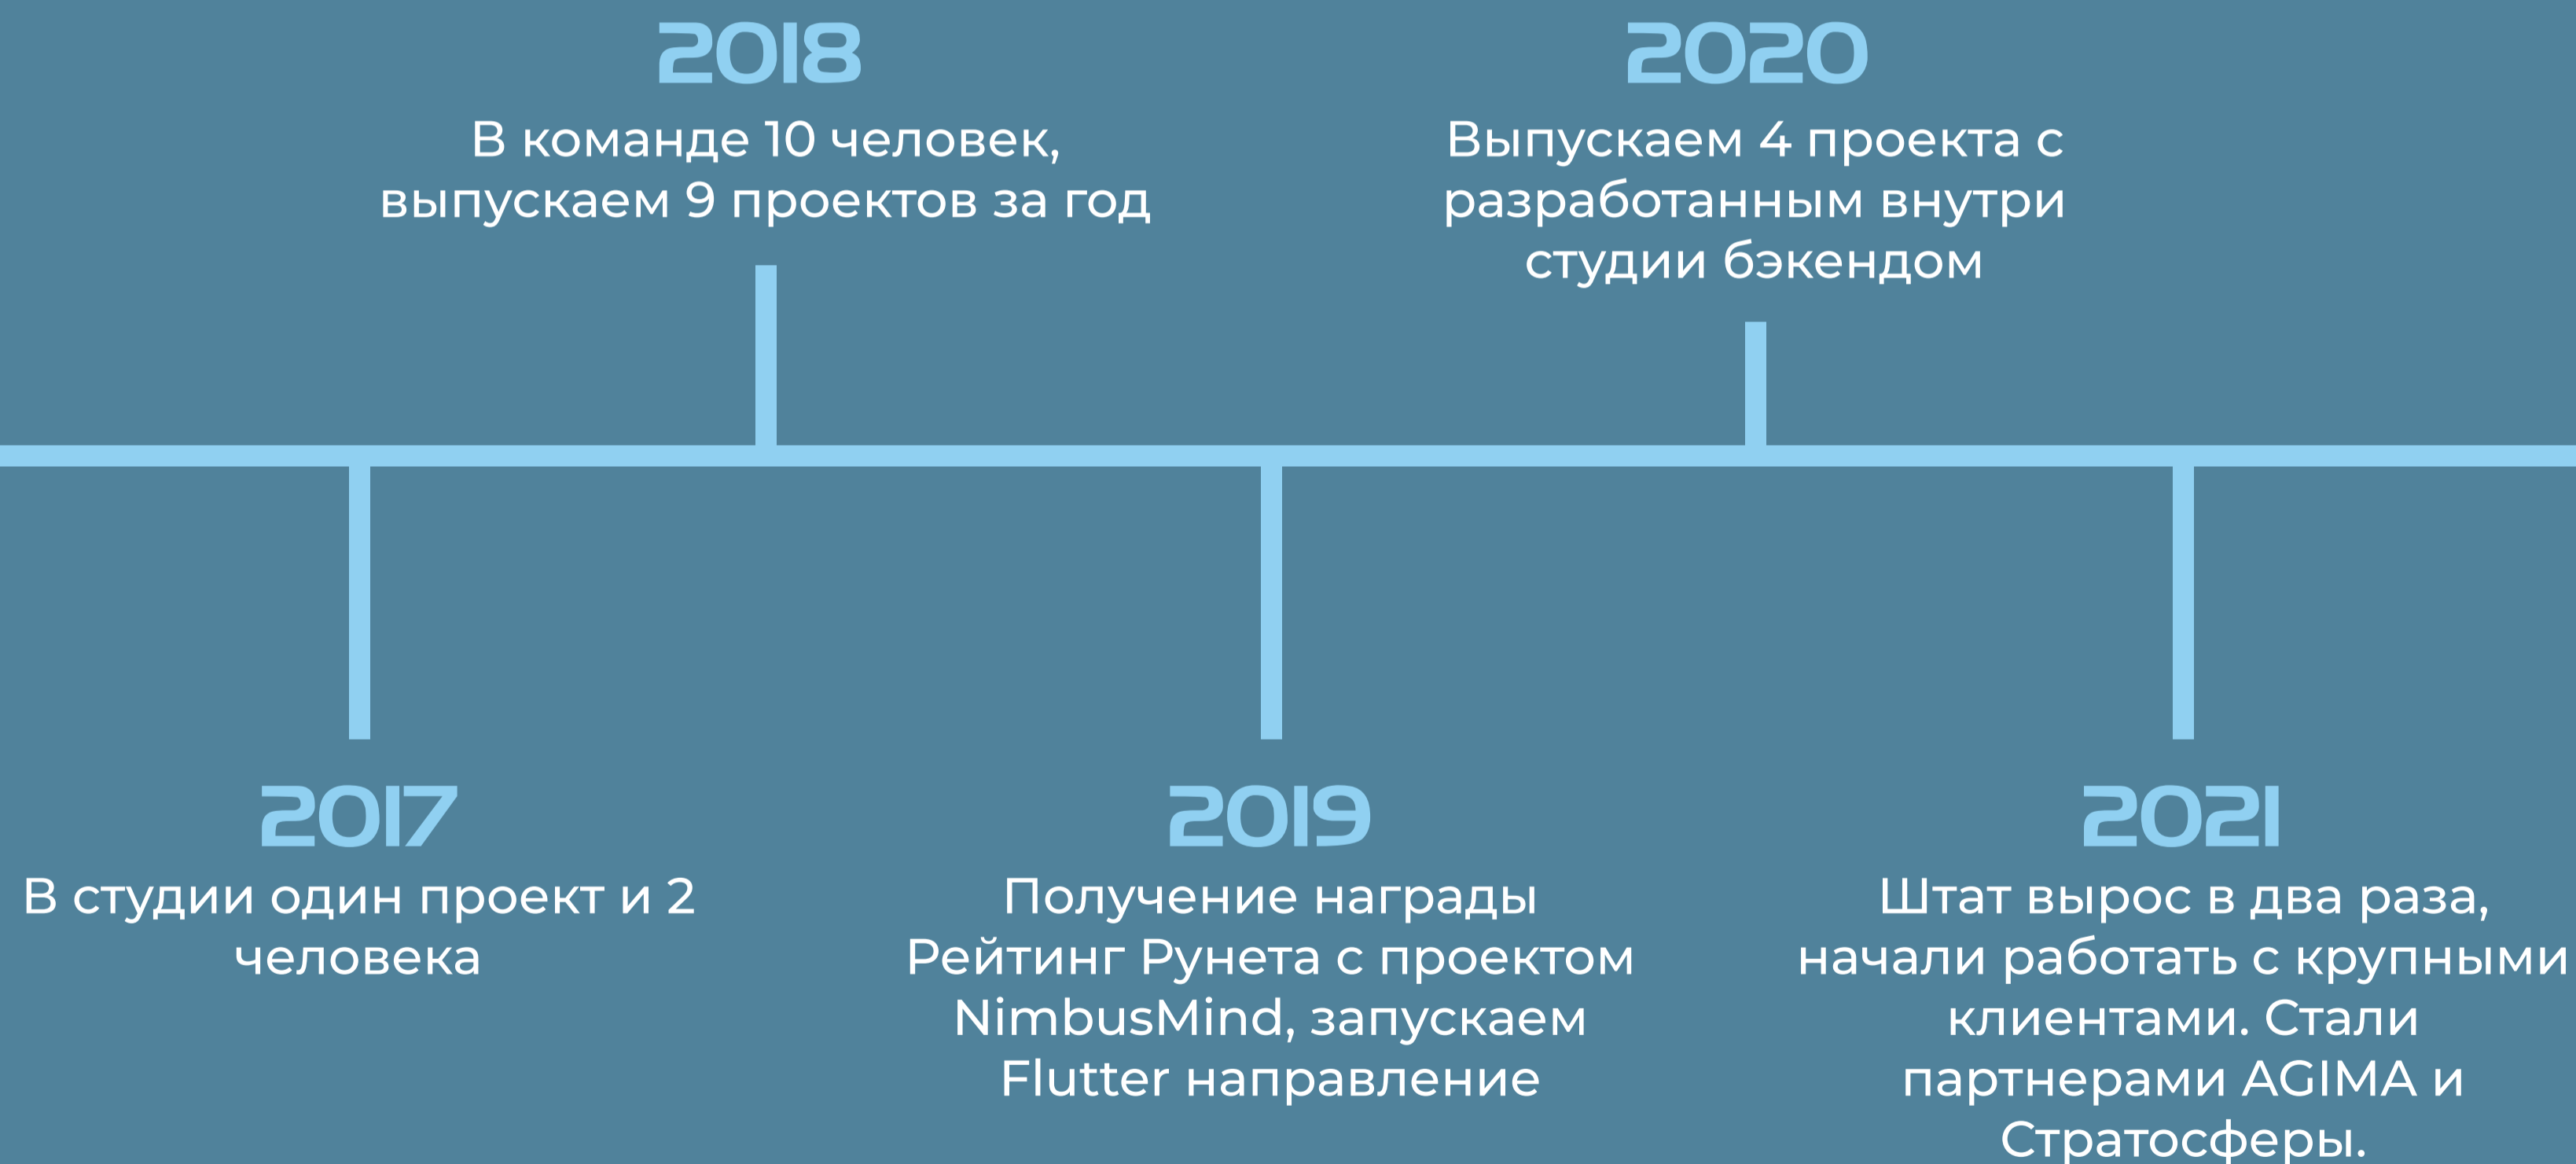 2018
В команде 10 человек,
выпускаем 9 проектов за год
2020
Выпускаем 4 проекта с
разработанным внутри
студии бэкендом
2017
В студии один проект и 2
человека
2019
Получение награды
Рейтинг Рунета с проектом
NimbusMind, запускаем
Flutter направление
2021
Штат вырос в два раза,
начали работать с крупными
клиентами. Стали
партнерами AGIMA и
Стратосферы.